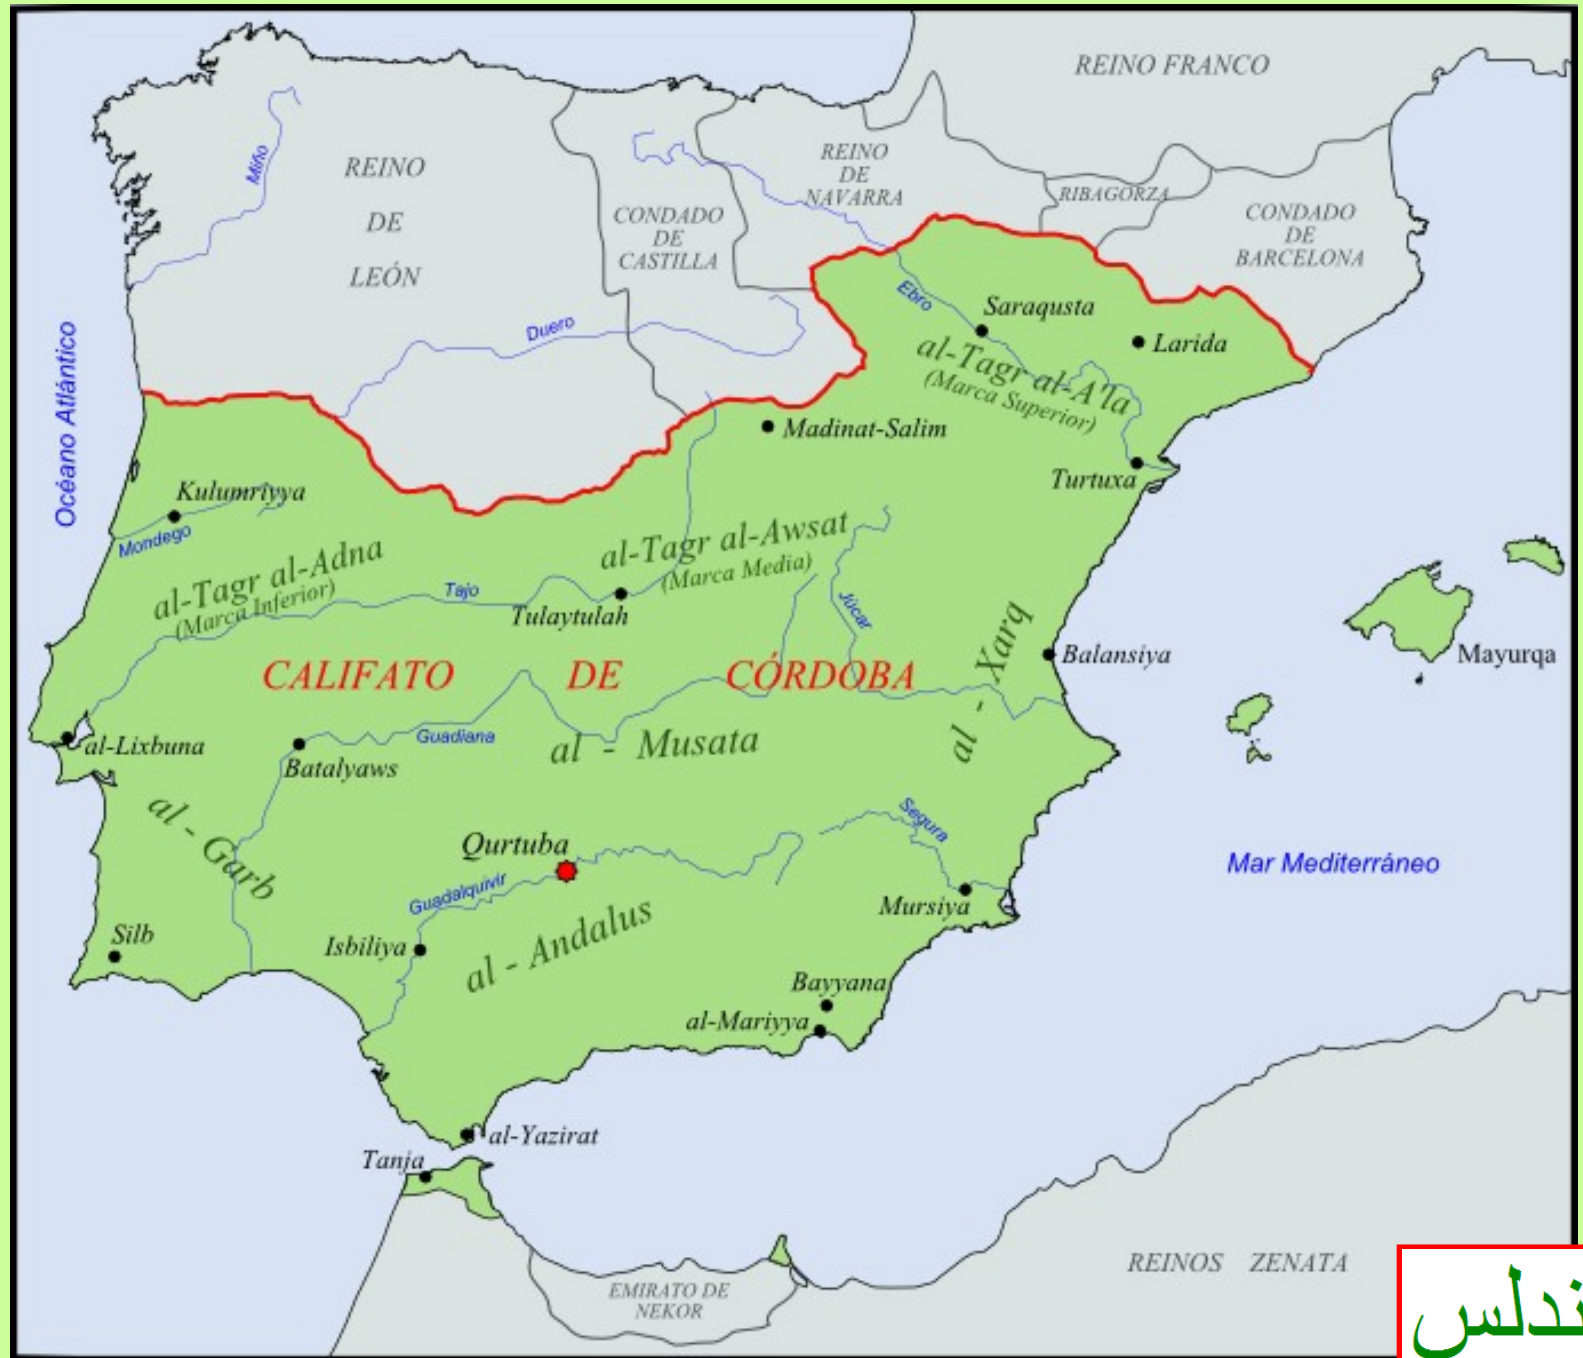 REINO FRANCO
REINO
DE
LEÓN
Miño
CONDADO
DE
CASTILLA
REINO
DE
NAVARRA
RIBAGORZA
CONDADO
DE
BARCELONA
Duero
Ebro
Saraqusta
Larida
al-Tagr al-A'la
(Marca Superior)
Océano Atlántico
Madinat-Salim
Turtuxa
Kulumriyya
Mondego
al-Tagr al-Adna
(Marca Inferior)
al-Tagr al-Awsat
(Marca Media)
Tajo
Tulaytulah
Júcar
al - Xarq
Balansiya
Mayurqa
CALIFATO DE CÓRDOBA
al-Lixbuna
Batalyaws
Guadiana
al - Musata
al - Garb
Qurtuba
Guadalquivir
Segura
Mar Mediterráneo
Mursiya
Silb
Isbiliya
al - Andalus
Bayyana
al-Mariyya
al-Yazirat
Tanja
EMIRATO DE
NEKOR
REINOS ZENATA
ندلس